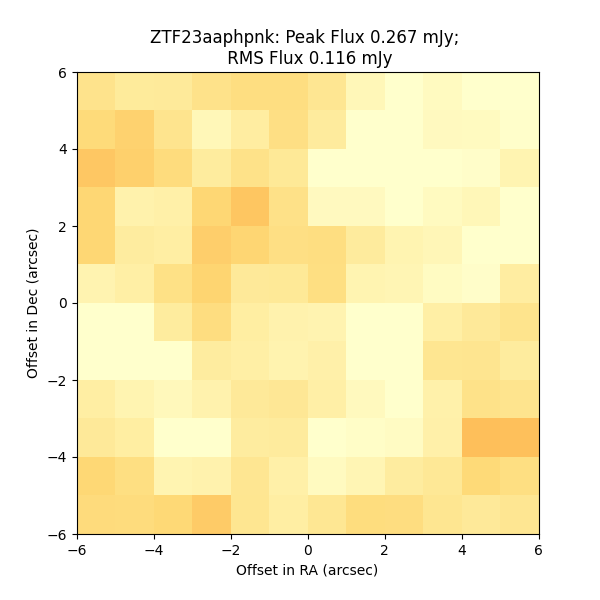 ZTF23aaphpnk: Peak Flux 0.267 mJy;
RMS Flux 0.116 mJy
6
4
2
0
−2
−4
−6
Offset in Dec (arcsec)
−6 −4 −2 0 2 4 6
Offset in RA (arcsec)